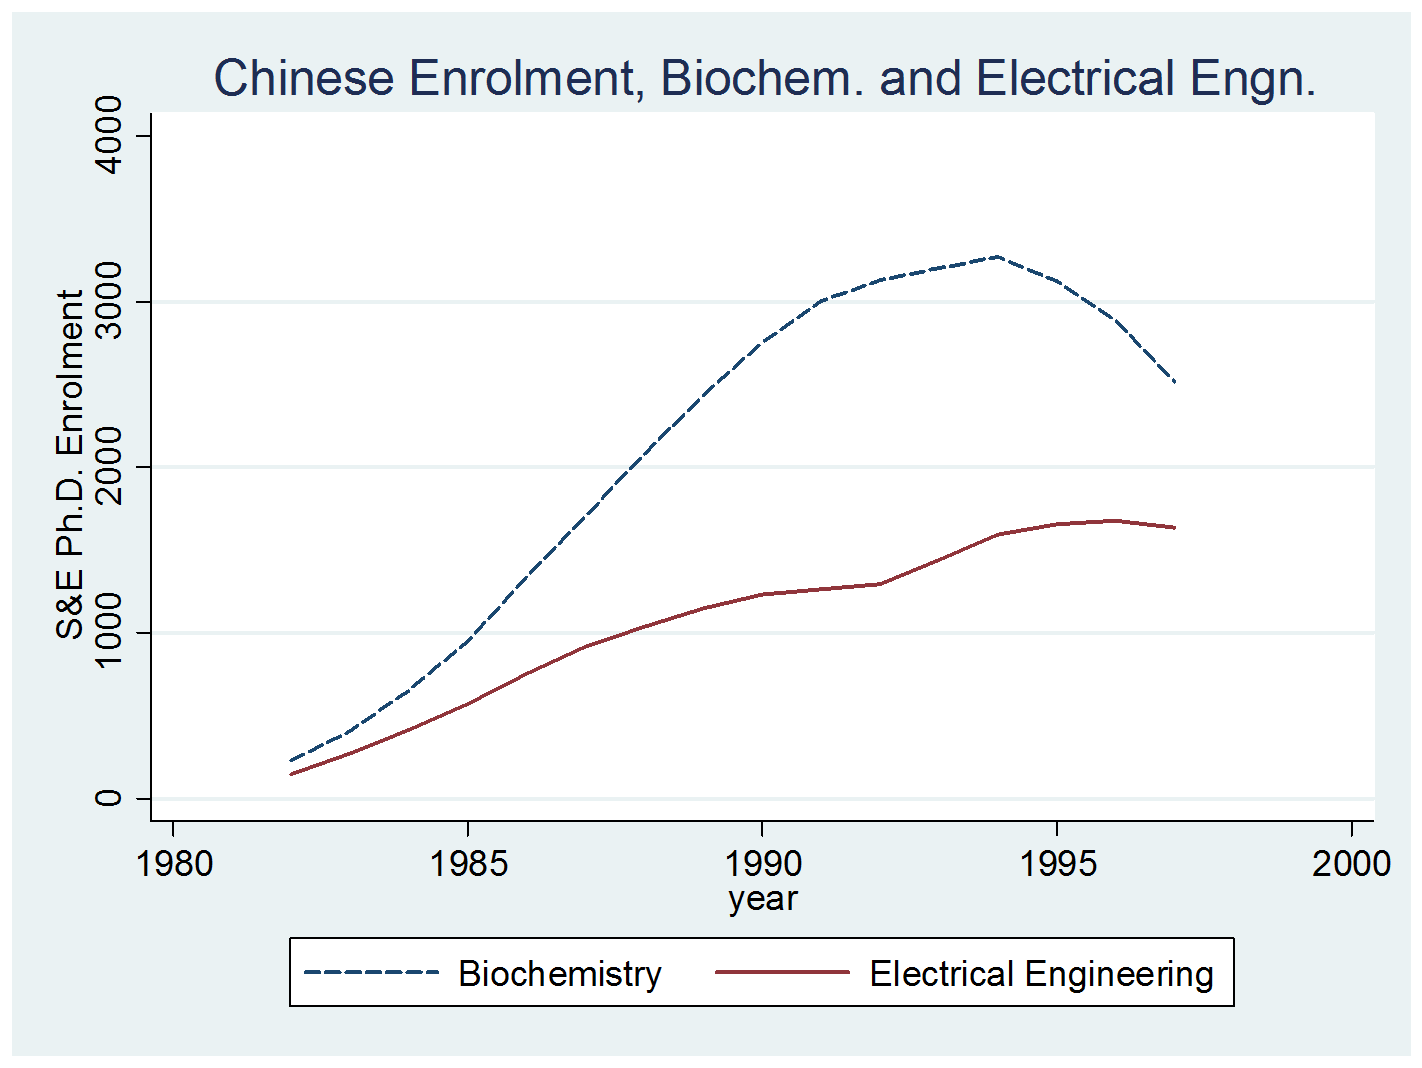 Chinese Enrolment, Biochem. and Electrical Engn.
S&E Ph.D. Enrolment
4000
3000
2000
1000
0
1980 1985 1990 1995 2000
year
Biochemistry Electrical Engineering